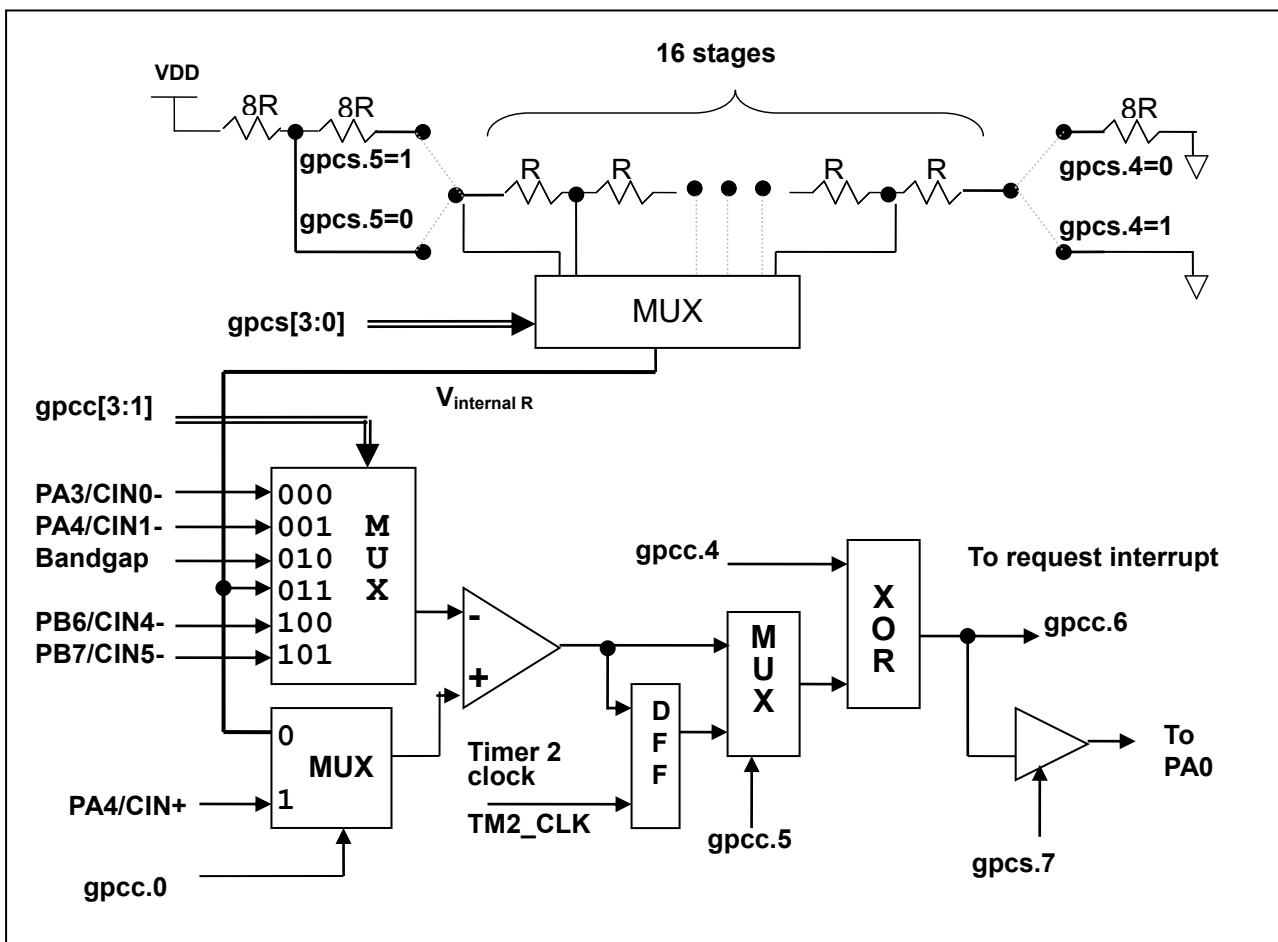 16 stages
VDD
8R
8R
8R
gpcs.5=1
R
R
R
R
gpcs.4=0
gpcs.5=0
gpcs.4=1
MUX
gpcs[3:0]
Vinternal R
gpcc[3:1]
PA3/CIN0-
000
PA4/CIN1-
001
Bandgap
010
011
PB6/CIN4-
100
PB7/CIN5-
101
M
U
X
-
+
gpcc.4
To request interrupt
X
O
R
gpcc.6
M
U
X
D
F
F
0
MUX
1
PA4/CIN+
gpcc.0
Timer 2
clock
TM2_CLK
gpcc.5
To
PA0
gpcs.7